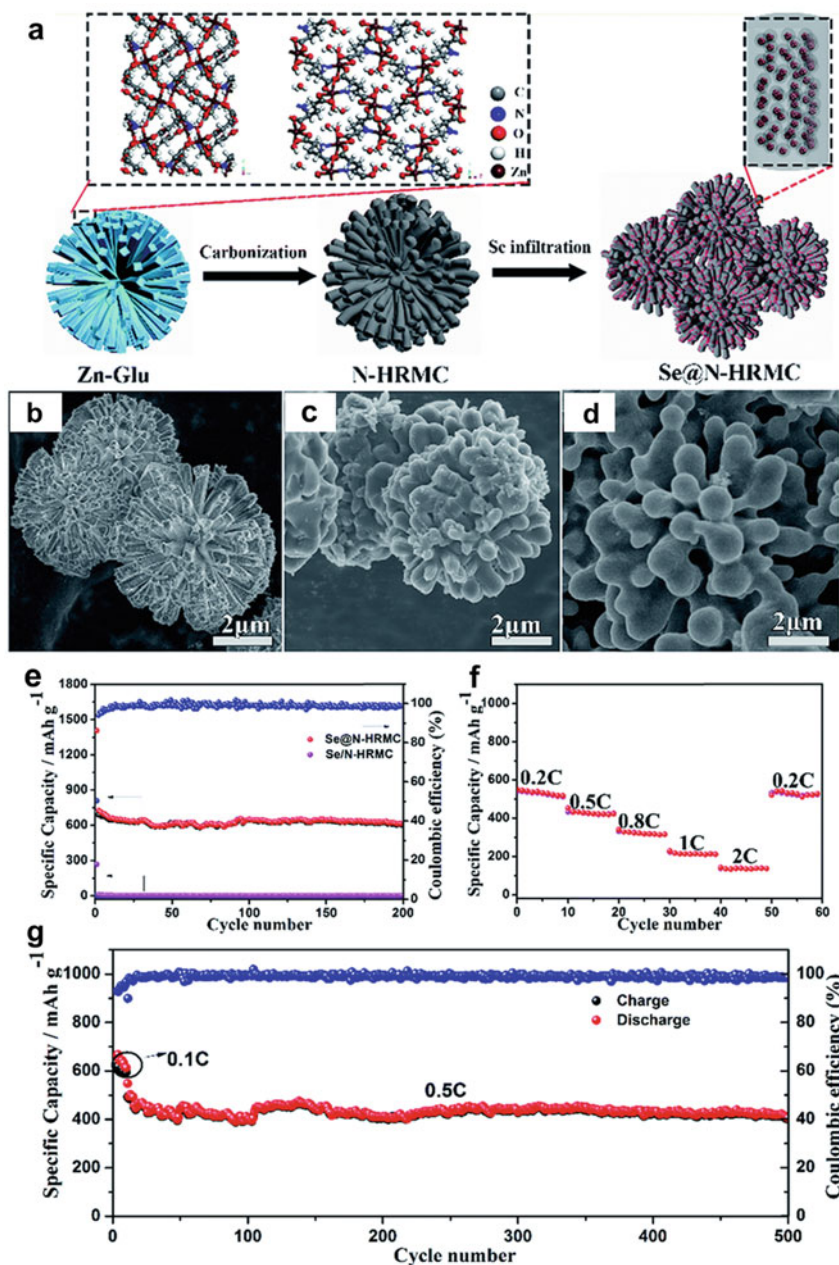 a
C
N
O
H
Zn
Carbonization
Se infiltration
Zn-Glu
N-HRMC
Se@N-HRMC
b
2μm
c
2μm
d
2μm
e
Specific Capacity / mAh g-1
1800
1500
1200
900
600
300
0
Se@N-HRMC
Se/N-HRMC
100
80
60
40
20
0
Coulombic efficiency (%)
0 50 100 150 200
Cycle number
f
Specific Capacity / mAh g-1
1000
800
600
400
200
0
0.2C
0.5C
0.8C
1C
2C
0.2C
0 10 20 30 40 50 60
Cycle number
g
Specific Capacity / mAh g-1
1000
800
600
400
200
0
0.1C
0.5C
Charge
Discharge
100
80
60
40
20
0
Coulombic efficiency (%)
0 100 200 300 400 500
Cycle number